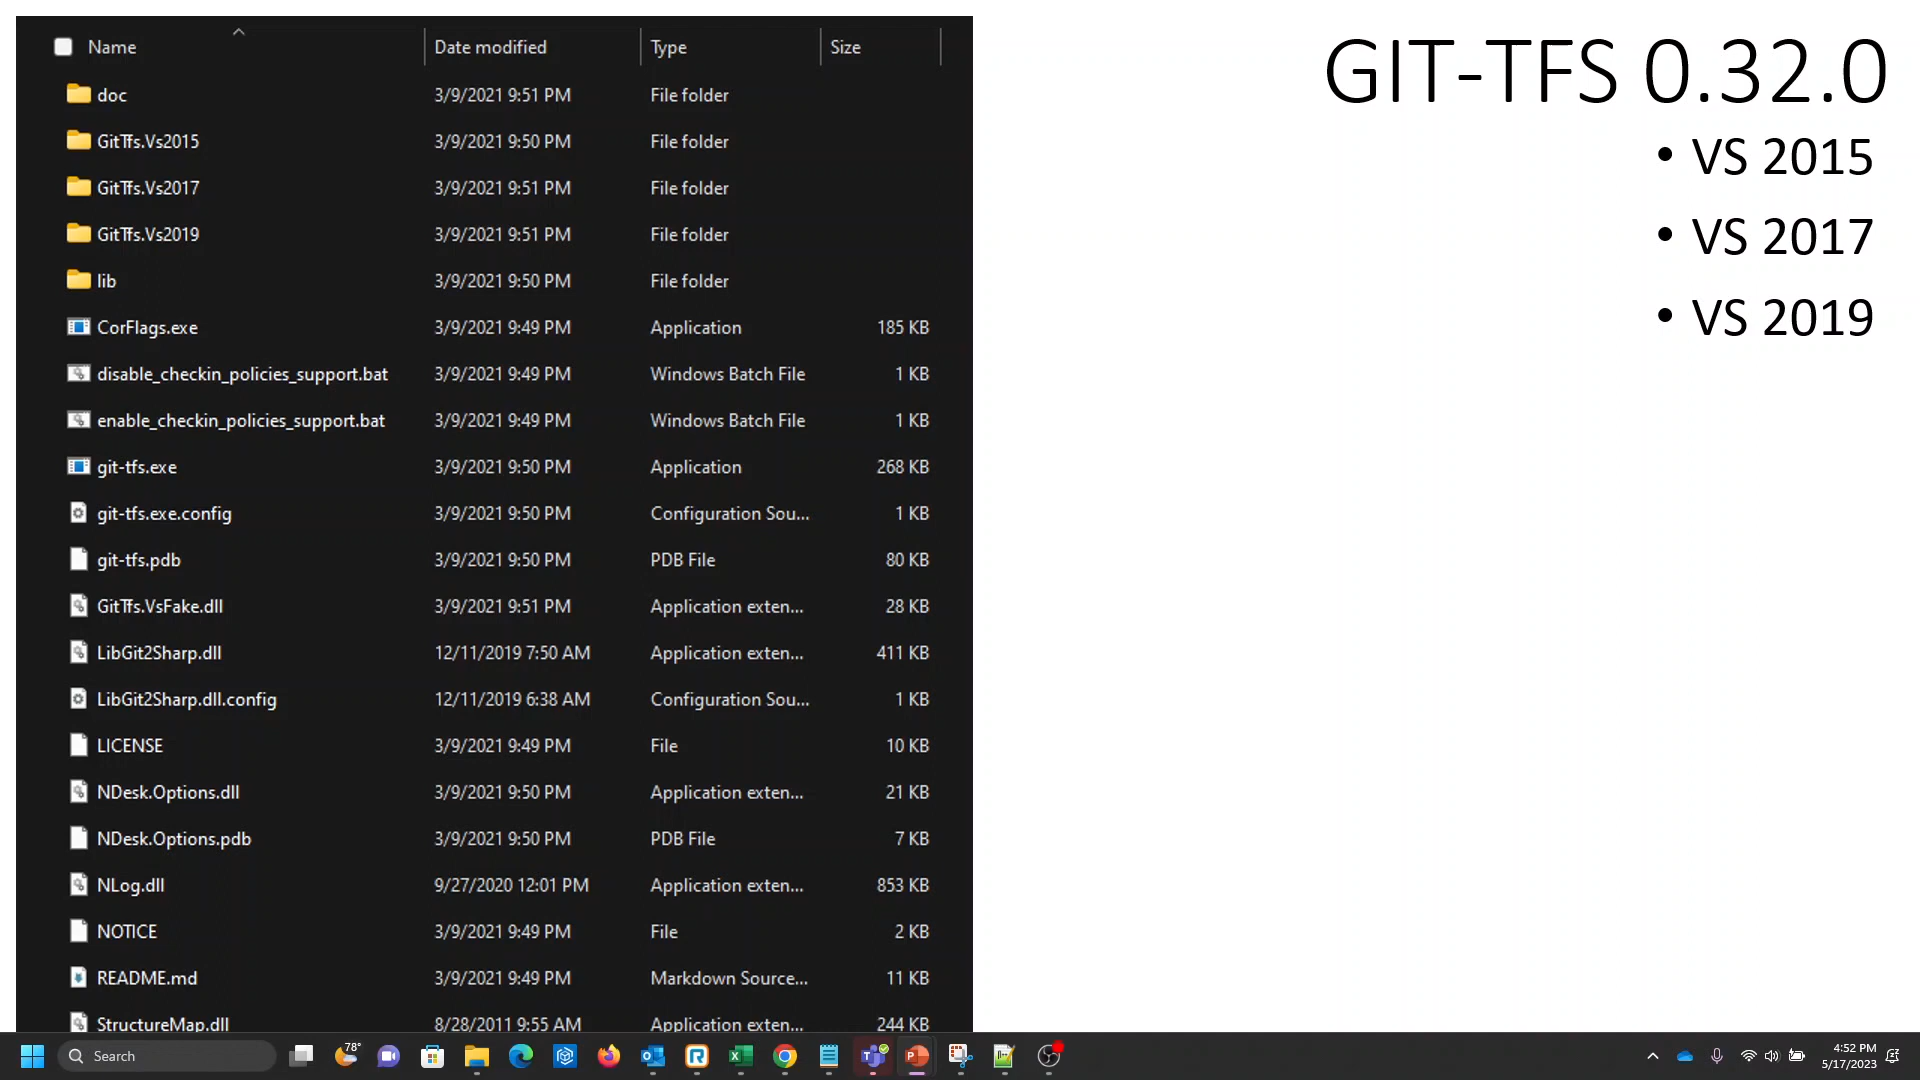 Name Date modified Type Size
doc 3/9/2021 9:51 PM File folder
GitTfs.Vs2015 3/9/2021 9:50 PM File folder
GitTfs.Vs2017 3/9/2021 9:51 PM File folder
GitTfs.Vs2019 3/9/2021 9:51 PM File folder
lib 3/9/2021 9:50 PM File folder
CorFlags.exe 3/9/2021 9:49 PM Application 185 KB
disable_checkin_policies_support.bat 3/9/2021 9:49 PM Windows Batch File 1 KB
enable_checkin_policies_support.bat 3/9/2021 9:49 PM Windows Batch File 1 KB
git-tfs.exe 3/9/2021 9:50 PM Application 268 KB
git-tfs.exe.config 3/9/2021 9:50 PM Configuration Sou... 1 KB
git-tfs.pdb 3/9/2021 9:50 PM PDB File 80 KB
GitTfs.VsFake.dll 3/9/2021 9:51 PM Application exten... 28 KB
LibGit2Sharp.dll 12/11/2019 7:50 AM Application exten... 411 KB
LibGit2Sharp.dll.config 12/11/2019 6:38 AM Configuration Sou... 1 KB
LICENSE 3/9/2021 9:49 PM File 10 KB
NDesk.Options.dll 3/9/2021 9:50 PM Application exten... 21 KB
NDesk.Options.pdb 3/9/2021 9:50 PM PDB File 7 KB
NLog.dll 9/27/2020 12:01 PM Application exten... 853 KB
NOTICE 3/9/2021 9:49 PM File 2 KB
README.md 3/9/2021 9:49 PM Markdown Source... 11 KB
StructureMap.dll 8/28/2011 9:55 AM Application exten... 244 KB
GIT-TFS 0.32.0
• VS 2015
• VS 2017
• VS 2019
Search
78°
4:52 PM
5/17/2023